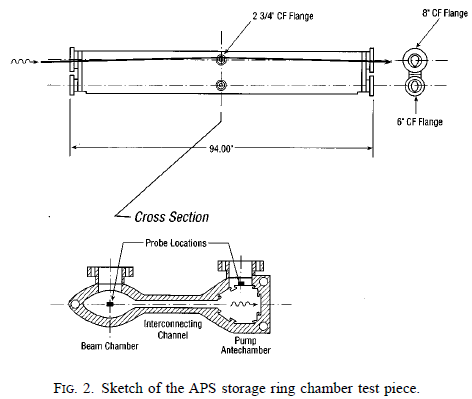 2 3/4" CF Flange
8" CF Flange
6" CF Flange
94.00"
Cross Section
Probe Locations
Beam Chamber
Interconnecting
Channel
Pump
Antechamber
FIG. 2. Sketch of the APS storage ring chamber test piece.